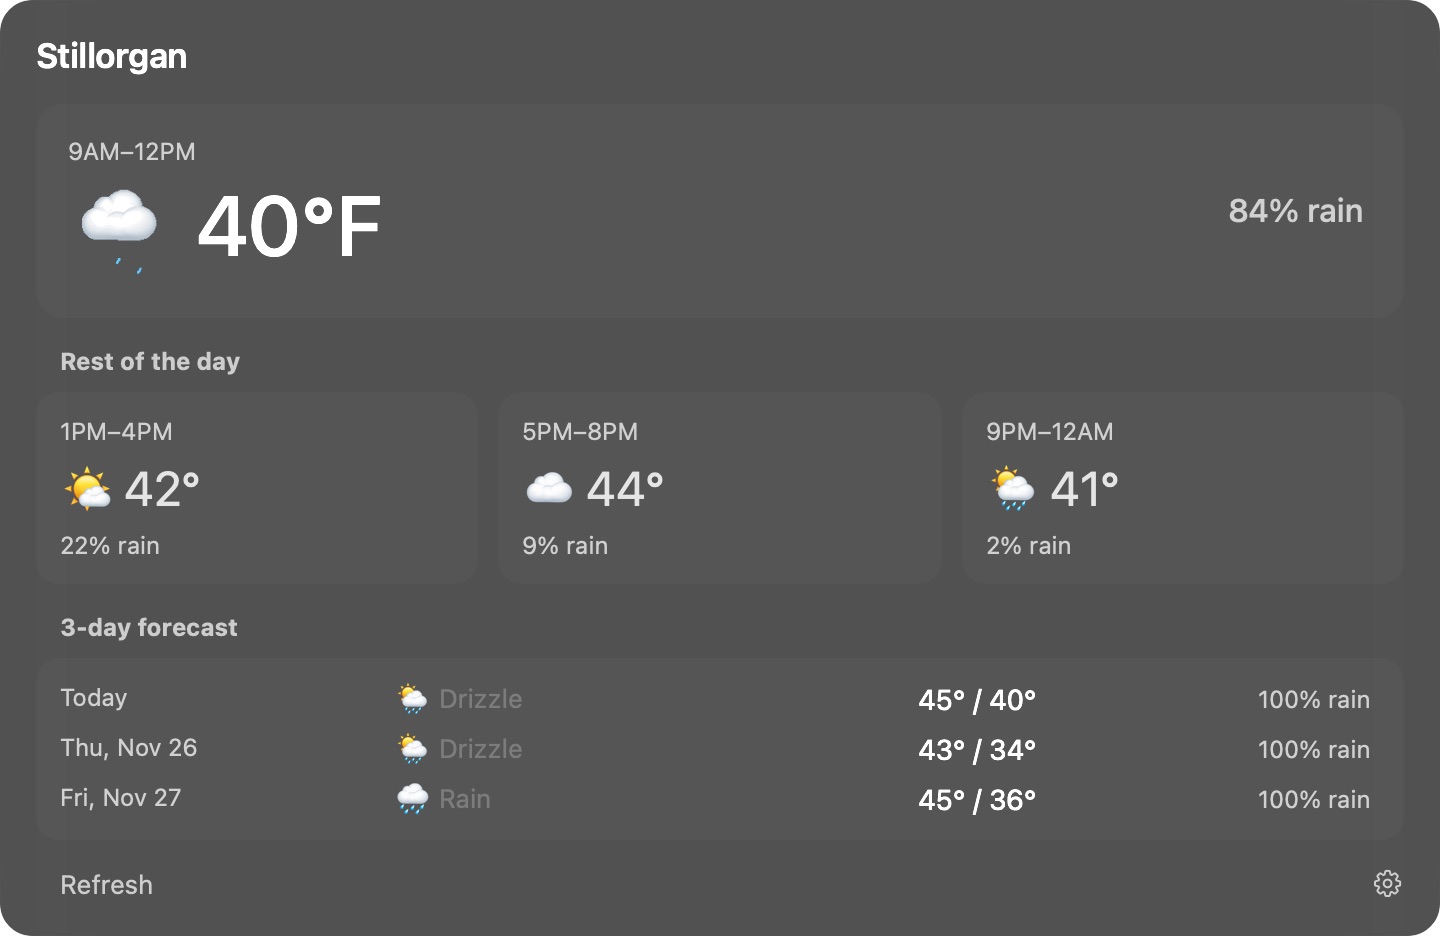 Stillorgan
9AM–12PM
40°F
84% rain
Rest of the day
1PM–4PM
42°
22% rain
5PM–8PM
44°
9% rain
9PM–12AM
41°
2% rain
3-day forecast
Today Drizzle 45° / 40° 100% rain
Thu, Nov 26 Drizzle 43° / 34° 100% rain
Fri, Nov 27 Rain 45° / 36° 100% rain
Refresh